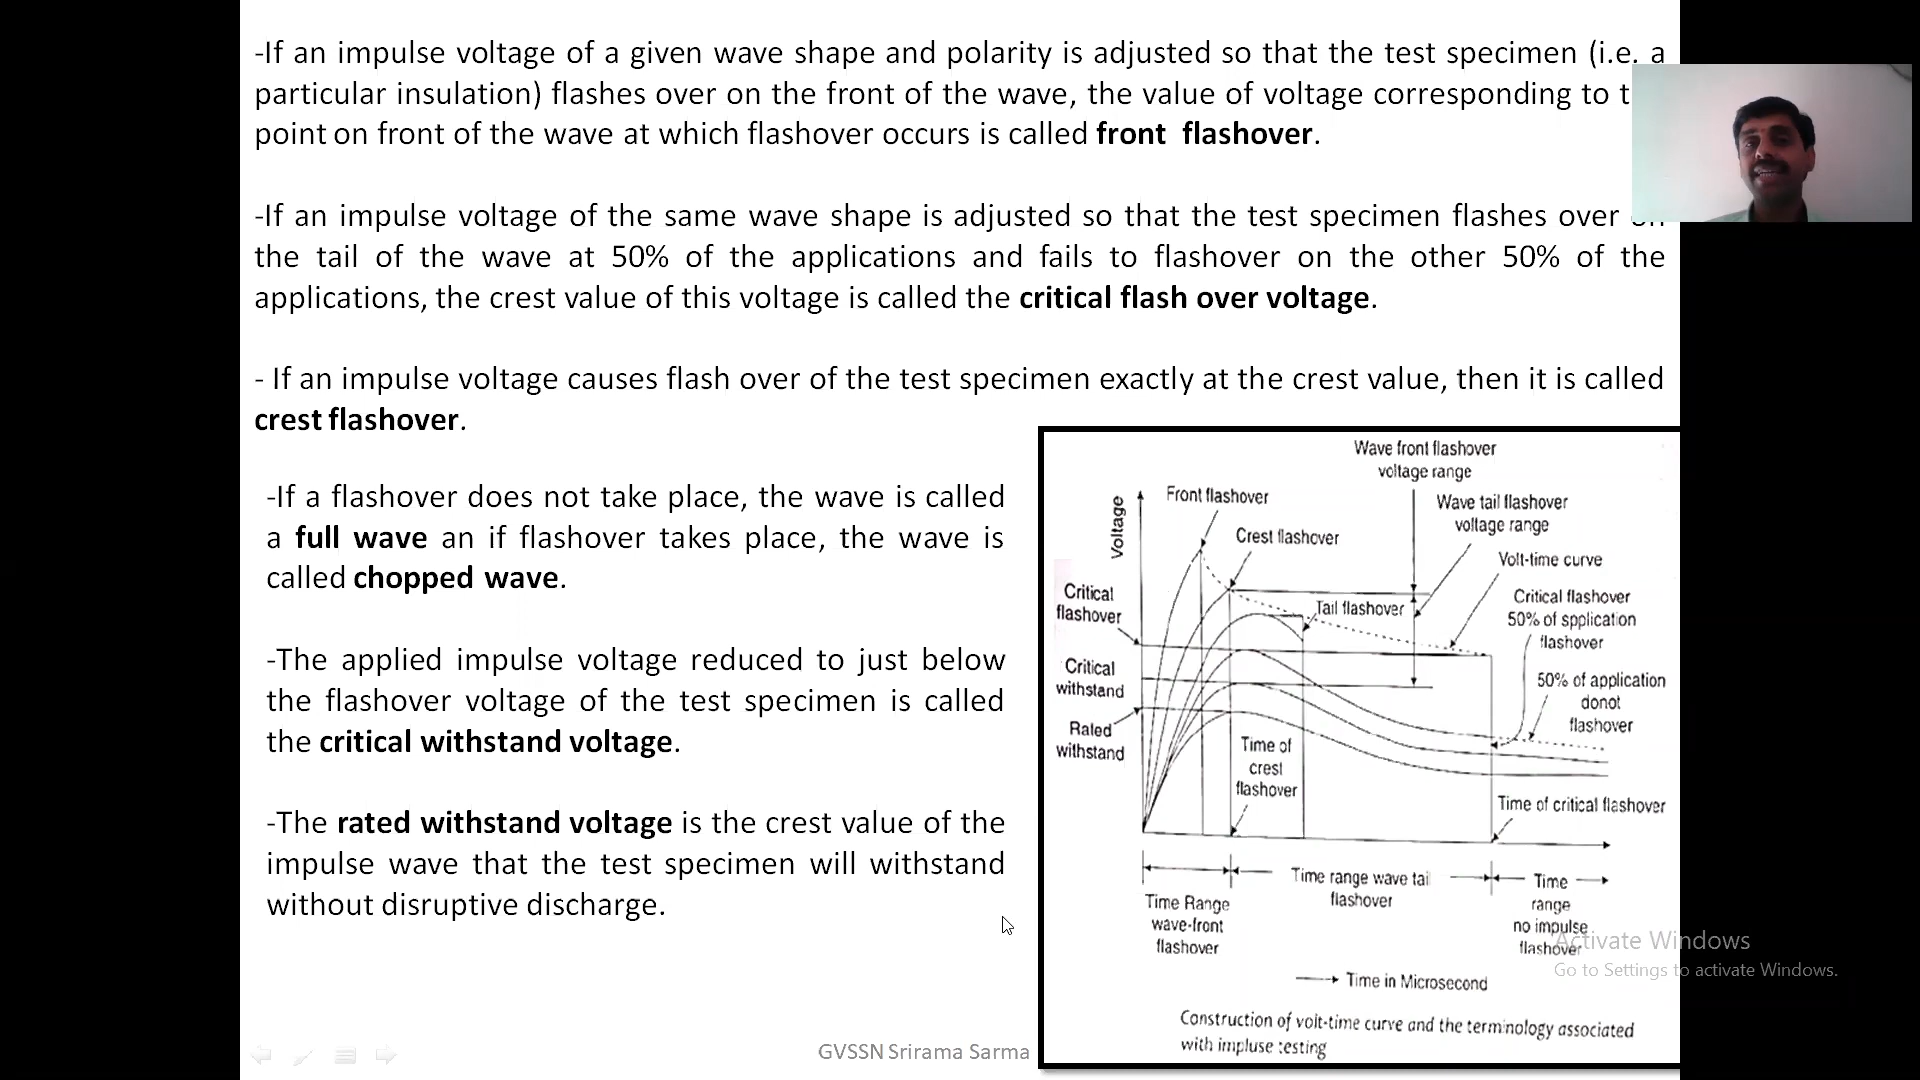 -If an impulse voltage of a given wave shape and polarity is adjusted so that the test specimen (i.e. a
particular insulation) flashes over on the front of the wave, the value of voltage corresponding to
point on front of the wave at which flashover occurs is called front flashover.
-If an impulse voltage of the same wave shape is adjusted so that the test specimen flashes over
the tail of the wave at 50% of the applications and fails to flashover on the other 50% of the
applications, the crest value of this voltage is called the critical flash over voltage.
- If an impulse voltage causes flash over of the test specimen exactly at the crest value, then it is called
crest flashover.
-If a flashover does not take place, the wave is called
a full wave an if flashover takes place, the wave is
called chopped wave.
-The applied impulse voltage reduced to just below
the flashover voltage of the test specimen is called
the critical withstand voltage.
-The rated withstand voltage is the crest value of the
impulse wave that the test specimen will withstand
without disruptive discharge.
Wave front flashover
voltage range
Voltage
Front flashover
Wave tail flashover
voltage range
Crest flashover
Volt-time curve
Critical
flashover
Tail flashover
Critical flashover
50% of spplication
flashover
Critical
withstand
50% of application
donot
flashover
Rated
withstand
Time of
crest
flashover
Time of critical flashover
Time Range
wave-front
flashover
Time range wave tail
flashover
Time
range
no impulse
flashover
Time in Microsecond
Construction of volt-time curve and the terminology associated
with impluse testing
GVSSN Srirama Sarma
Activate Windows
Go to Settings to activate Windows.